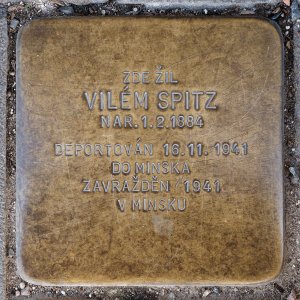 ZDE ŽIL
VILÉM SPITZ
NAR. 1.2.1884
DEPORTOVÁN 16.11. 1941
DO MINSKA
ZAVRAŽDĚN 1941
V MINSKU